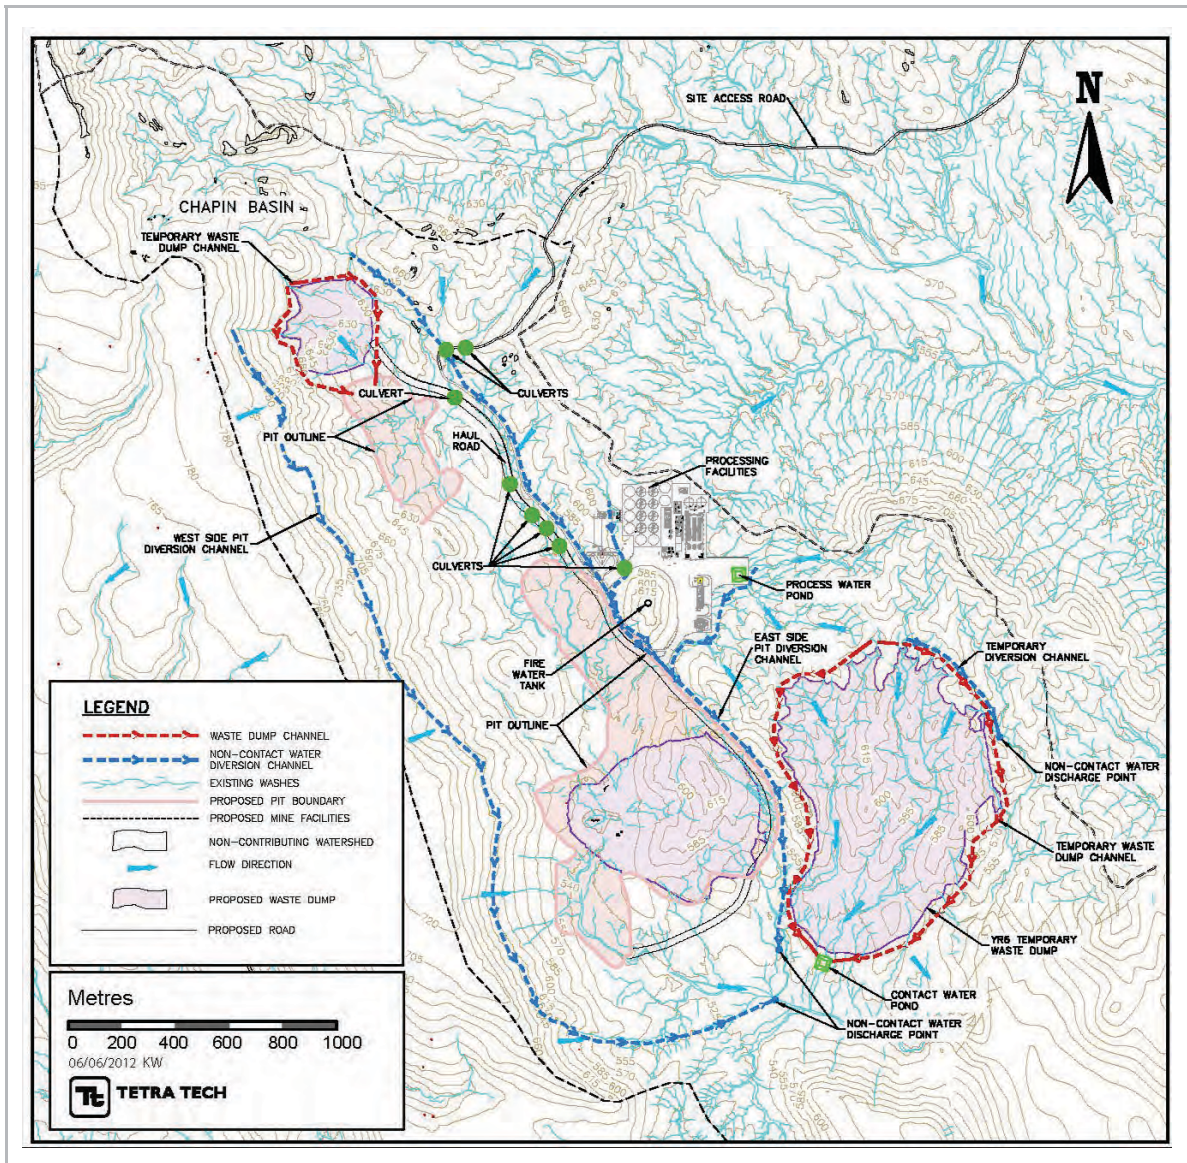 SITE ACCESS ROAD
N
CHAPIN BASIN
TEMPORARY WASTE
DUMP CHANNEL
CULVERT
CULVERTS
PIT OUTLINE
HAUL
ROAD
PROCESSING
FACILITIES
WEST SIDE PIT
DIVERSION CHANNEL
CULVERTS
PROCESS WATER
POND
FIRE
WATER
TANK
EAST SIDE
PIT DIVERSION
CHANNEL
TEMPORARY
DIVERSION CHANNEL
PIT OUTLINE
NON-CONTACT WATER
DISCHARGE POINT
TEMPORARY WASTE
DUMP CHANNEL
YR6 TEMPORARY
WASTE DUMP
CONTACT WATER
POND
NON-CONTACT WATER
DISCHARGE POINT
LEGEND
WASTE DUMP CHANNEL
NON-CONTACT WATER
DIVERSION CHANNEL
EXISTING WASHES
PROPOSED PIT BOUNDARY
PROPOSED MINE FACILITIES
NON-CONTRIBUTING WATERSHED
FLOW DIRECTION
PROPOSED WASTE DUMP
PROPOSED ROAD
Metres
0 200 400 600 800 1000
06/06/2012 KW
Tt TETRA TECH